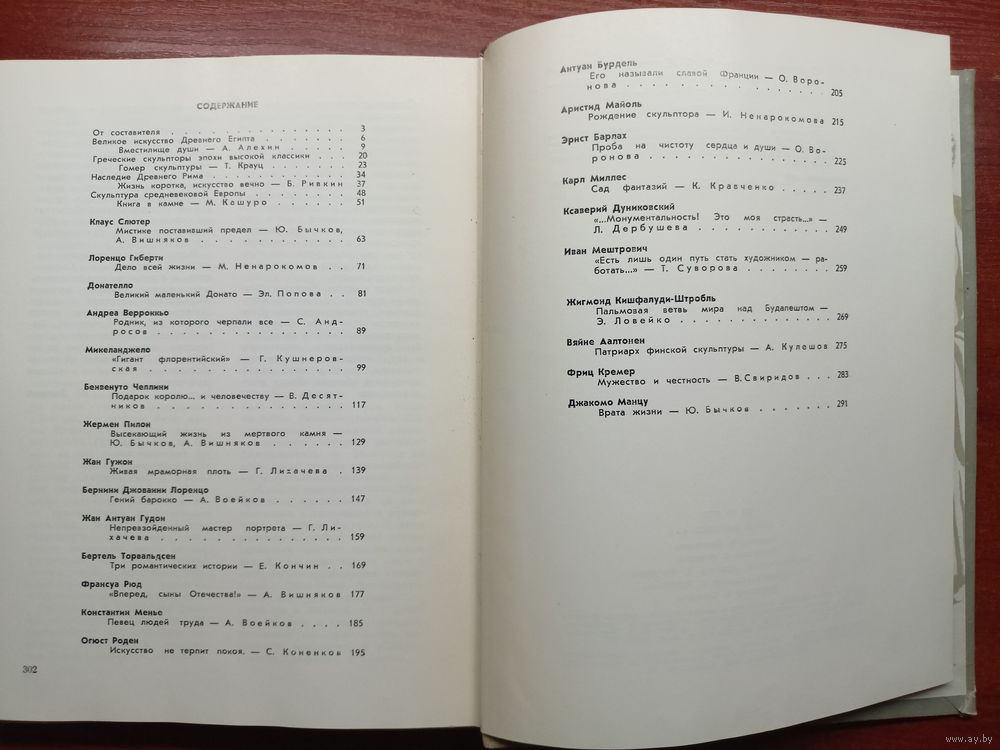 СОДЕРЖАНИЕ
От составителя . . . . . . . . . . . . . . 3
Великое искусство Древнего Египта . . . . . . . 6
Вместилище души — А. Алехин . . . . . . . 9
Греческие скульпторы эпохи высокой классики . . . 20
Гомер скульптуры — Т. Крауц . . . . . . 23
Наследие Древнего Рима . . . . . . . . . . . 34
Жизнь коротка, искусство вечно — Б. Ривкин 37
Скульптура средневековой Европы . . . . . . . 48
Книга в камне — М. Кашуро . . . . . . 51
Клаус Слютер
Мистике поставивший предел — Ю. Бычков,
А. Вишняков . . . . . . . . . . . . 63
Лоренцо Гиберти
Дело всей жизни — М. Ненарокомов . . 71
Донателло
Великий маленький Донато — Эл. Попова . . 81
Андреа Верроккьо
Родник, из которого черпали все — С. Анд-
росов . . . . . . . . . . . . . . . 89
Микеланджело
«Гигант флорентийский» — Г. Кушнеров-
ская . . . . . . . . . . . . . . . . 99
Бенвенуто Челлини
Подарок королю... и человечеству — В. Десят-
ников . . . . . . . . . . . . . . . 117
Жермен Пилон
Высекающий жизнь из мертвого камня —
Ю. Бычков, А. Вишняков . . . . . . 129
Жан Гужон
Живая мраморная плоть — Г. Лихачева . 139
Бернини Джованни Лоренцо
Гений барокко — А. Воейков . . . . . . 147
Жан Антуан Гудон
Непревзойденный мастер портрета — Г. Ли-
хачева . . . . . . . . . . . . . . . 159
Бертель Торвальдсен
Три романтических истории — Е. Кончин . . 169
Франсуа Рюд
«Вперед, сыны Отечества!» — А. Вишняков 177
Константин Менье
Певец людей труда — А. Воейков . . . . 185
Огюст Роден
Искусство не терпит покоя. — С. Коненков 195
302
Антуан Бурдель
Его называли славой Франции — О. Воро-
нова . . . . . . . . . . . . . . . 205
Аристид Майоль
Рождение скульптора — И. Ненарокомова 215
Эрнст Барлах
Проба на чистоту сердца и души — О. Во-
ронова . . . . . . . . . . . . . . 225
Карл Миллес
Сад фантазий — К. Кравченко . . . . . 237
Ксаверий Дуниковский
«...Монументальность! Это моя страсть...» —
Л. Дербушева . . . . . . . . . . . . 249
Иван Мештрович
«Есть лишь один путь стать художником — ра-
ботать...» — Т. Суворова . . . . . . . 259
Жигмонд Кишфалуди-Штробль
Пальмовая ветвь мира над Будапештом —
Э. Ловейко . . . . . . . . . . . . . 269
Вяйне Аалтонен
Патриарх финской скульптуры — А. Кулешов 275
Фриц Кремер
Мужество и честность — В. Свиридов . . . 283
Джакомо Манцу
Врата жизни — Ю. Бычков . . . . . . . 291
www.ay.by